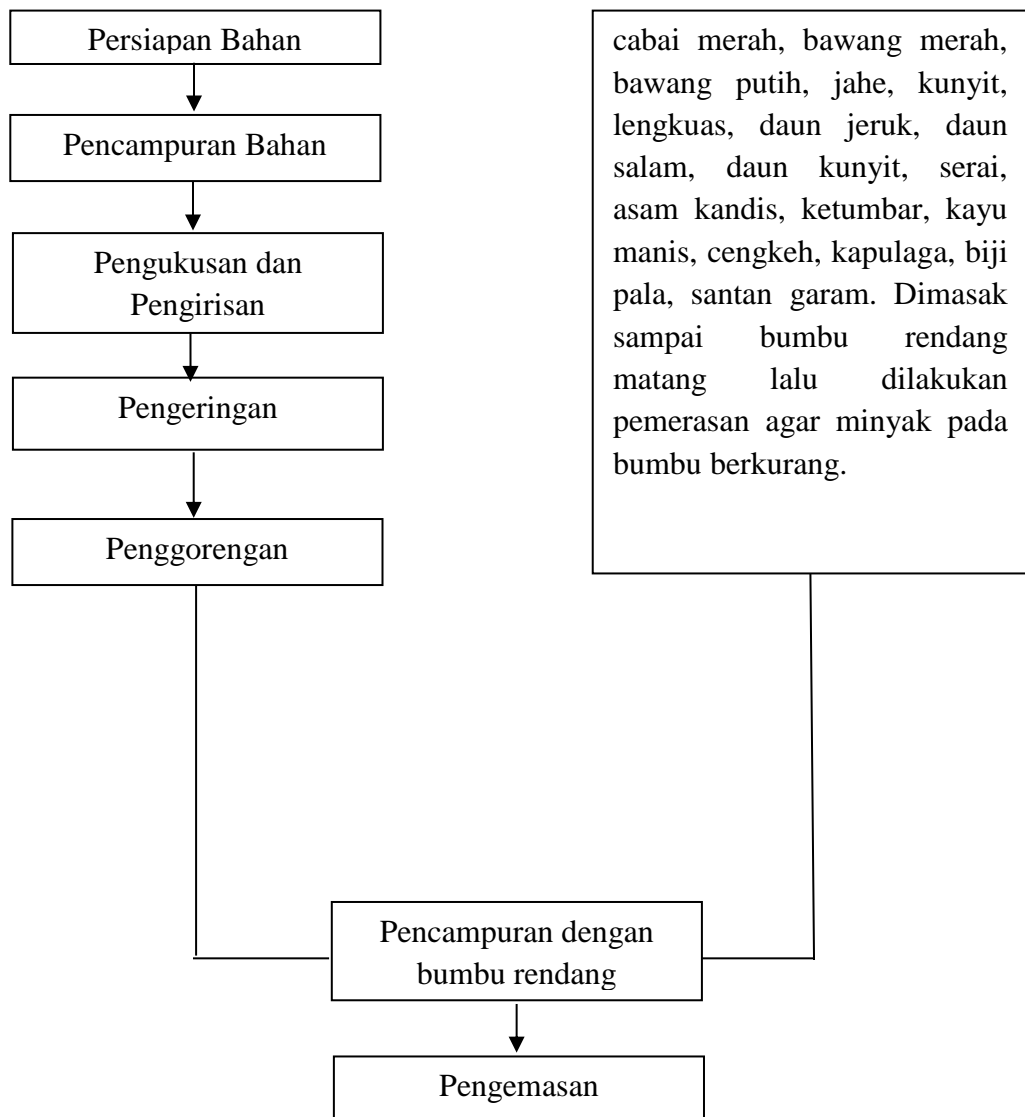 Persiapan Bahan
Pencampuran Bahan
Pengukusan dan
Pengirisan
Pengeringan
Penggorengan
cabai merah, bawang merah,
bawang putih, jahe, kunyit,
lengkuas, daun jeruk, daun
salam, daun kunyit, serai,
asam kandis, ketumbar, kayu
manis, cengkeh, kapulaga, biji
pala, santan garam. Dimasak
sampai bumbu rendang
matang lalu dilakukan
pemerasan agar minyak pada
bumbu berkurang.
Pencampuran dengan
bumbu rendang
Pengemasan